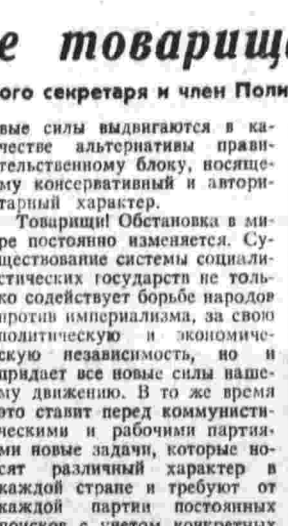 е товарищ
ого секретаря и член Поли
вые силы выдвигаются в ка-
честве альтернативы прави-
тельственному блоку, носяще-
му консервативный и автори-
тарный характер.
Товарищи! Обстановка в ми-
ре постоянно изменяется. Су-
ществование системы социали-
стических государств не толь-
ко содействует борьбе народов
против империализма, за свою
политическую и экономиче-
скую независимость, но и
придает все новые силы наше-
му движению. В то же время
это ставит перед коммунисти-
ческими и рабочими партия-
ми новые задачи, которые но-
сят различный характер в
каждой стране и требуют от
каждой партии постоянных
поисков с учетом конкретных